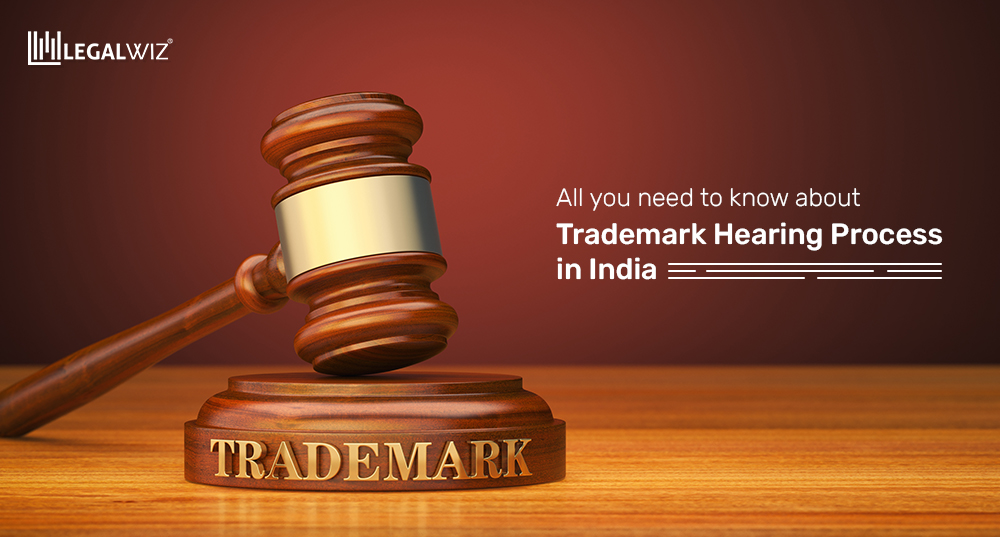 LEGALWIZ®
All you need to know about
Trademark Hearing Process
in India
TRADEMARK